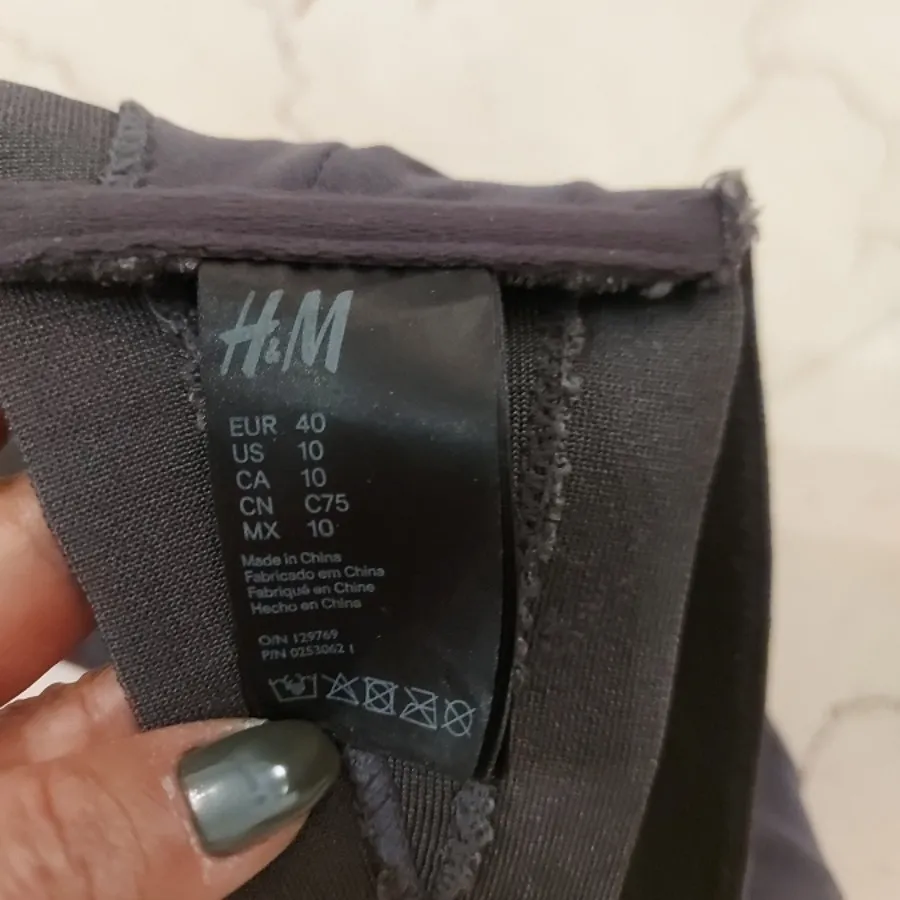 H&M
EUR 40
US 10
CA 10
CN C75
MX 10
Made in China
Fabricado em China
Fabriqué en Chine
Hecho en China
O/N 129769
P/N 0253062 1